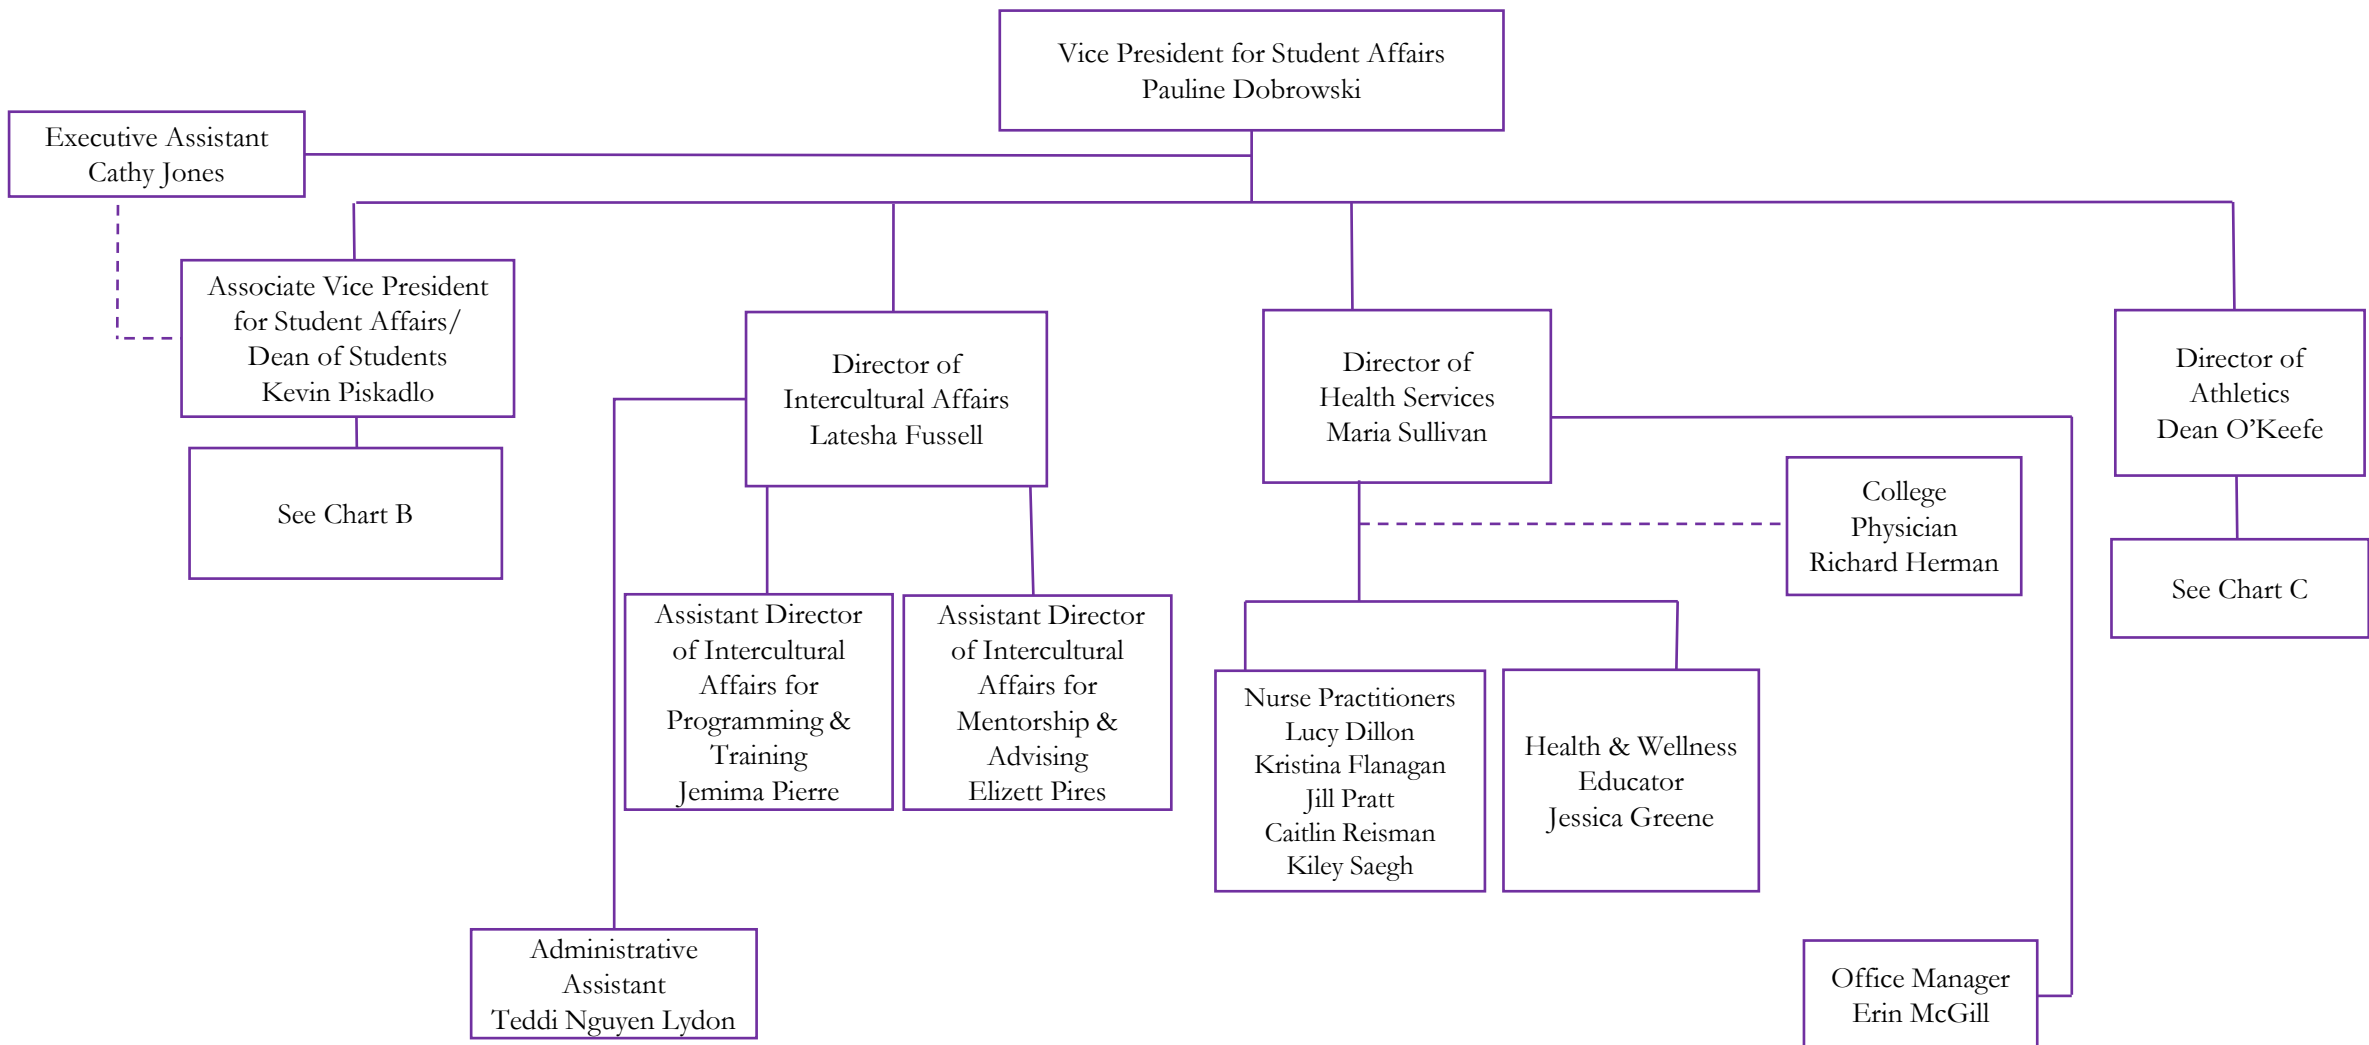 Vice President for Student Affairs
Pauline Dobrowski
Executive Assistant
Cathy Jones
Associate Vice President
for Student Affairs/
Dean of Students
Kevin Piskadlo
See Chart B
Director of
Intercultural Affairs
Latesha Fussell
Director of
Health Services
Maria Sullivan
Director of
Athletics
Dean O’Keefe
College
Physician
Richard Herman
See Chart C
Assistant Director
of Intercultural
Affairs for
Programming &
Training
Jemima Pierre
Assistant Director
of Intercultural
Affairs for
Mentorship &
Advising
Elizett Pires
Nurse Practitioners
Lucy Dillon
Kristina Flanagan
Jill Pratt
Caitlin Reisman
Kiley Saegh
Health & Wellness
Educator
Jessica Greene
Administrative
Assistant
Teddi Nguyen Lydon
Office Manager
Erin McGill